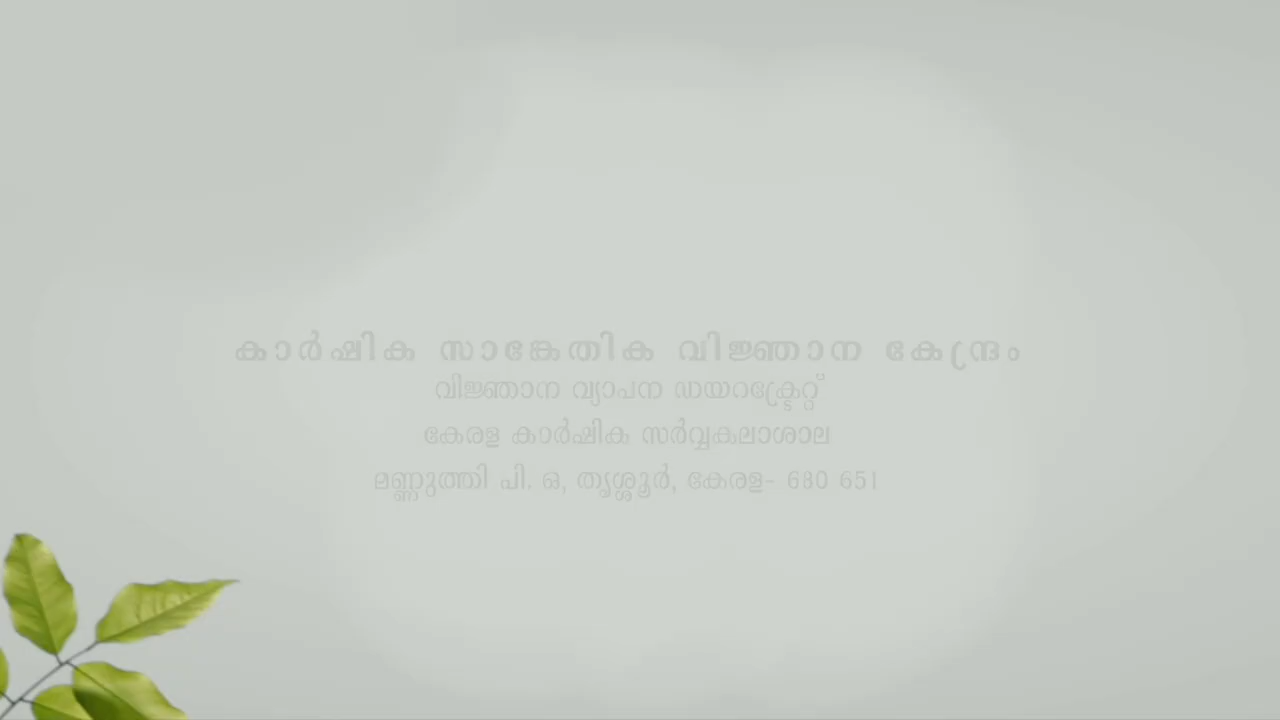 കാർഷിക സാങ്കേതിക വിജ്ഞാന കേന്ദ്രം
വിജ്ഞാന വ്യാപന ഡയറക്ട്രേറ്റ്
കേരള കാർഷിക സർവ്വകലാശാല
മണ്ണുത്തി പി. ഒ, തൃശ്ശൂർ, കേരള- 680 651